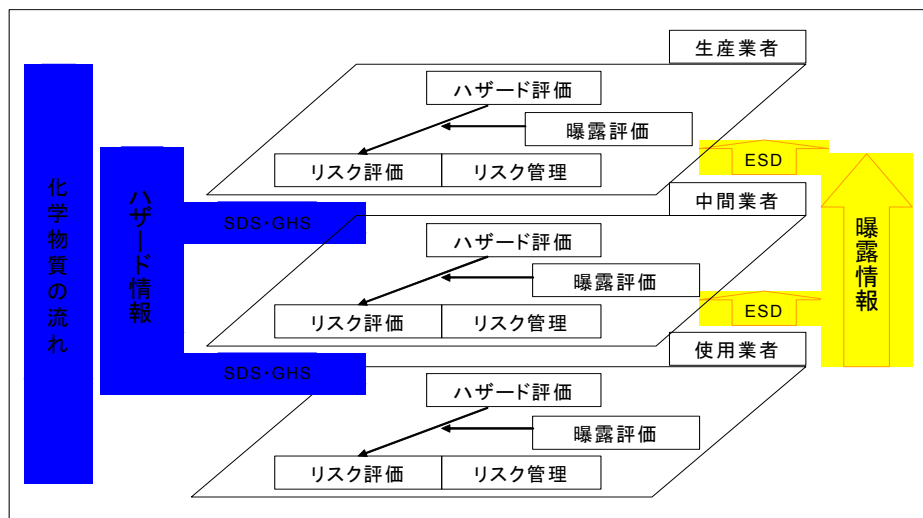 生産業者
ハザード評価
曝露評価
リスク評価
リスク管理
ESD
化学物質の流れ
ハザード情報
SDS・GHS
中間業者
ハザード評価
曝露評価
リスク評価
リスク管理
ESD
曝露情報
SDS・GHS
使用業者
ハザード評価
曝露評価
リスク評価
リスク管理